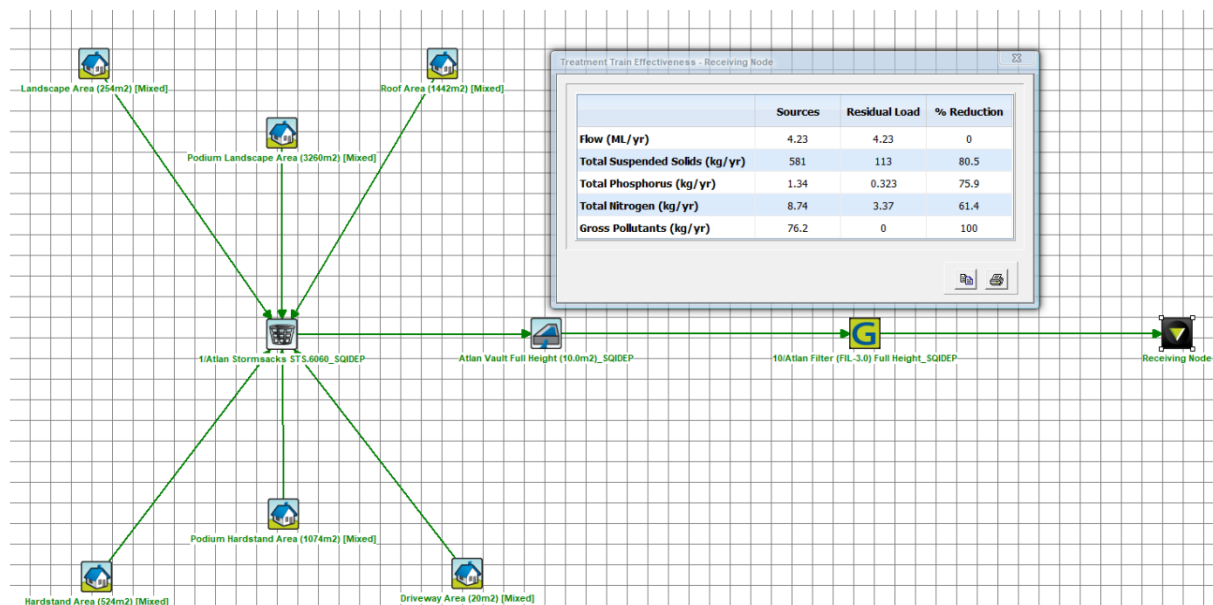 Landscape Area (254m2) [Mixed]
Roof Area (1442m2) [Mixed]
Podium Landscape Area (3260m2) [Mixed]
Treatment Train Effectiveness - Receiving Node
Sources Residual Load % Reduction
Flow (ML/yr) 4.23 4.23 0
Total Suspended Solids (kg/yr) 581 113 80.5
Total Phosphorus (kg/yr) 1.34 0.323 75.9
Total Nitrogen (kg/yr) 8.74 3.37 61.4
Gross Pollutants (kg/yr) 76.2 0 100
1/Atlan Stormsacks STS.6060_SQIDEP
Atlan Vault Full Height (10.0m2)_SQIDEP
G
10/Atlan Filter (FIL-3.0) Full Height_SQIDEP
Receiving Node
Podium Hardstand Area (1074m2) [Mixed]
Hardstand Area (524m2) [Mixed]
Driveway Area (20m2) [Mixed]